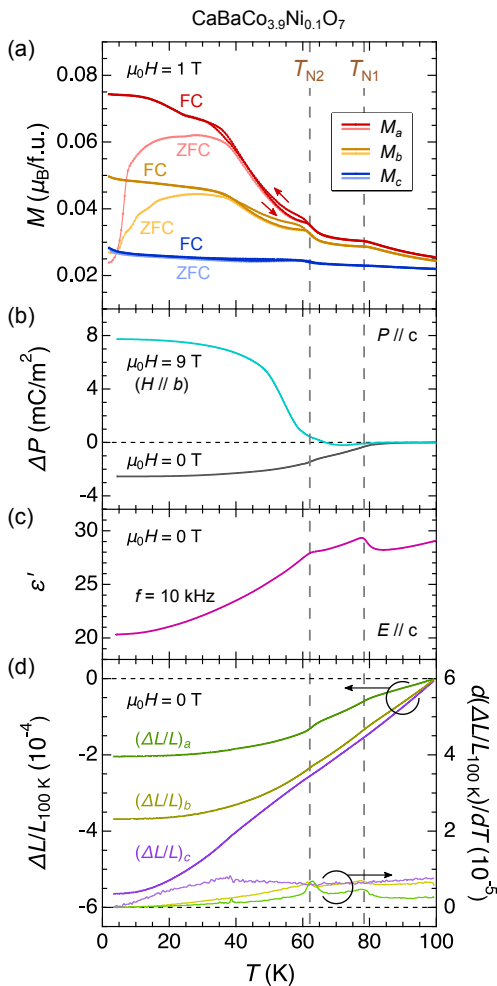 CaBaCo3.9Ni0.1O7
(a)
μ0H = 1 T
TN2
TN1
FC
ZFC
FC
ZFC
FC
ZFC
Ma
Mb
Mc
M (μB/f.u.)
0.08
0.06
0.04
0.02
(b)
P // c
μ0H = 9 T
(H // b)
μ0H = 0 T
ΔP (mC/m2)
8
4
0
-4
(c)
μ0H = 0 T
f = 10 kHz
E // c
ε'
30
25
20
(d)
μ0H = 0 T
(ΔL/L)a
(ΔL/L)b
(ΔL/L)c
ΔL/L100 K (10-4)
0
-2
-4
-6
d(ΔL/L100 K)/dT (10-5)
6
4
2
0
0 20 40 60 80 100
T (K)